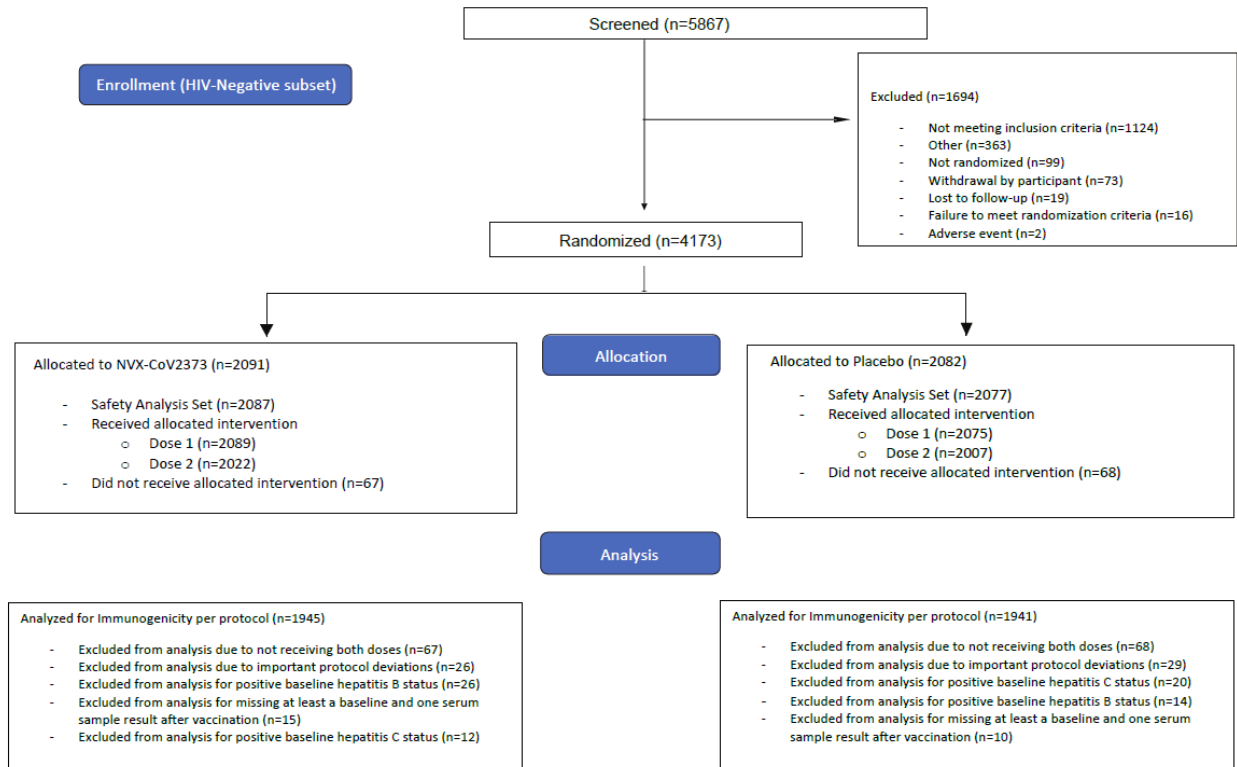 Screened (n=5867)
Enrollment (HIV-Negative subset)
Excluded (n=1694)
- Not meeting inclusion criteria (n=1124)
- Other (n=363)
- Not randomized (n=99)
- Withdrawal by participant (n=73)
- Lost to follow-up (n=19)
- Failure to meet randomization criteria (n=16)
- Adverse event (n=2)
Randomized (n=4173)
Allocation
Allocated to NVX-CoV2373 (n=2091)
- Safety Analysis Set (n=2087)
- Received allocated intervention
o Dose 1 (n=2089)
o Dose 2 (n=2022)
- Did not receive allocated intervention (n=67)
Allocated to Placebo (n=2082)
- Safety Analysis Set (n=2077)
- Received allocated intervention
o Dose 1 (n=2075)
o Dose 2 (n=2007)
- Did not receive allocated intervention (n=68)
Analysis
Analyzed for Immunogenicity per protocol (n=1945)
- Excluded from analysis due to not receiving both doses (n=67)
- Excluded from analysis due to important protocol deviations (n=26)
- Excluded from analysis for positive baseline hepatitis B status (n=26)
- Excluded from analysis for missing at least a baseline and one serum
sample result after vaccination (n=15)
- Excluded from analysis for positive baseline hepatitis C status (n=12)
Analyzed for Immunogenicity per protocol (n=1941)
- Excluded from analysis due to not receiving both doses (n=68)
- Excluded from analysis due to important protocol deviations (n=29)
- Excluded from analysis for positive baseline hepatitis C status (n=20)
- Excluded from analysis for positive baseline hepatitis B status (n=14)
- Excluded from analysis for missing at least a baseline and one serum
sample result after vaccination (n=10)